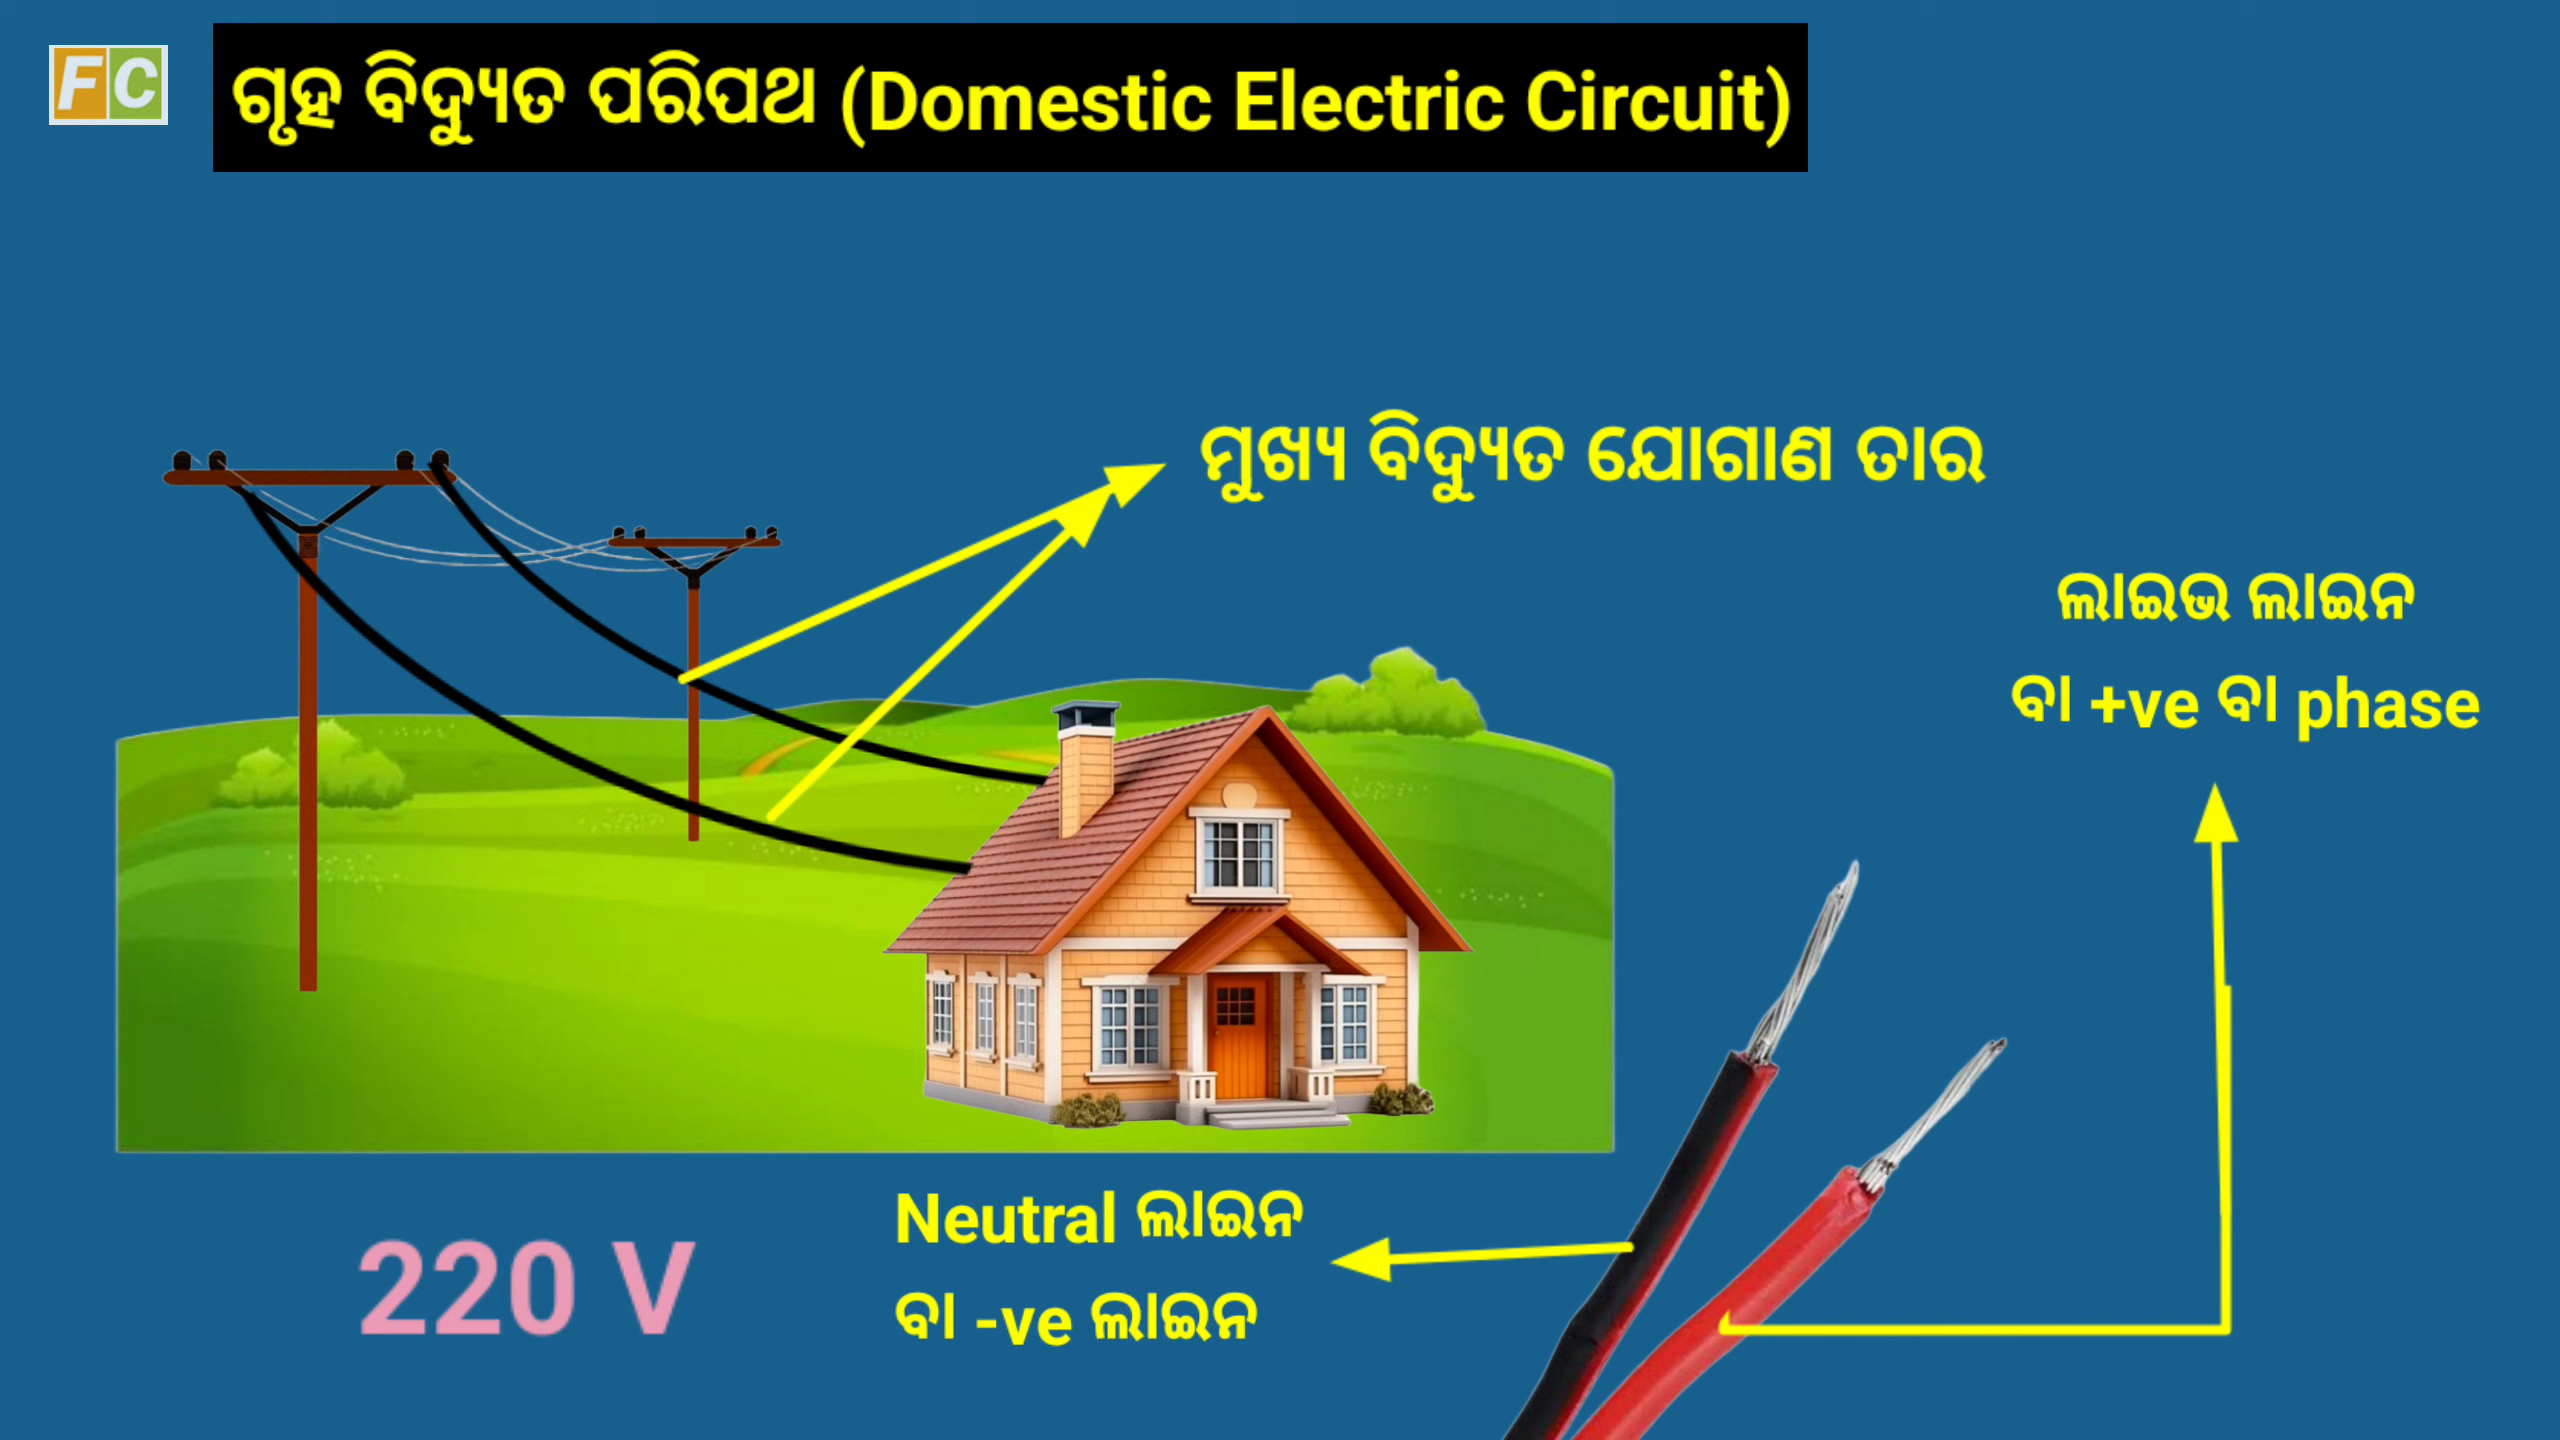 FC
ଗୃହ ବିଦ୍ୟୁତ ପରିପଥ (Domestic Electric Circuit)
ମୁଖ୍ୟ ବିଦ୍ୟୁତ ଯୋଗାଣ ତାର
ଲାଇଭ ଲାଇନ
ବା +ve ବା phase
Neutral ଲାଇନ
ବା -ve ଲାଇନ
220 V